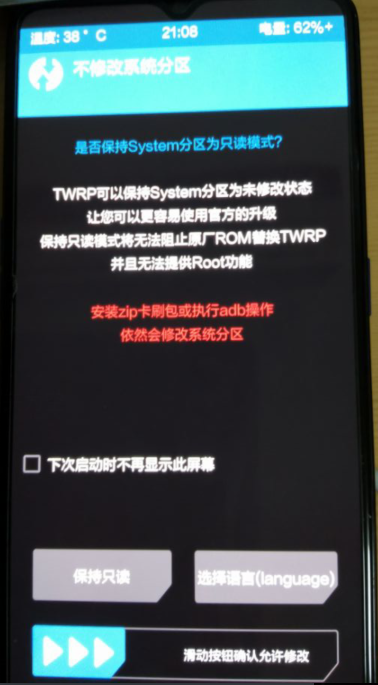 温度: 38° C 21:08 电量: 62%+
不修改系统分区
是否保持System分区为只读模式?
TWRP可以保持System分区为未修改状态
让您可以更容易使用官方的升级
保持只读模式将无法阻止原厂ROM替换TWRP
并且无法提供Root功能
安装zip卡刷包或执行adb操作
依然会修改系统分区
下次启动时不再显示此屏幕
保持只读 选择语言(language)
滑动按钮确认允许修改